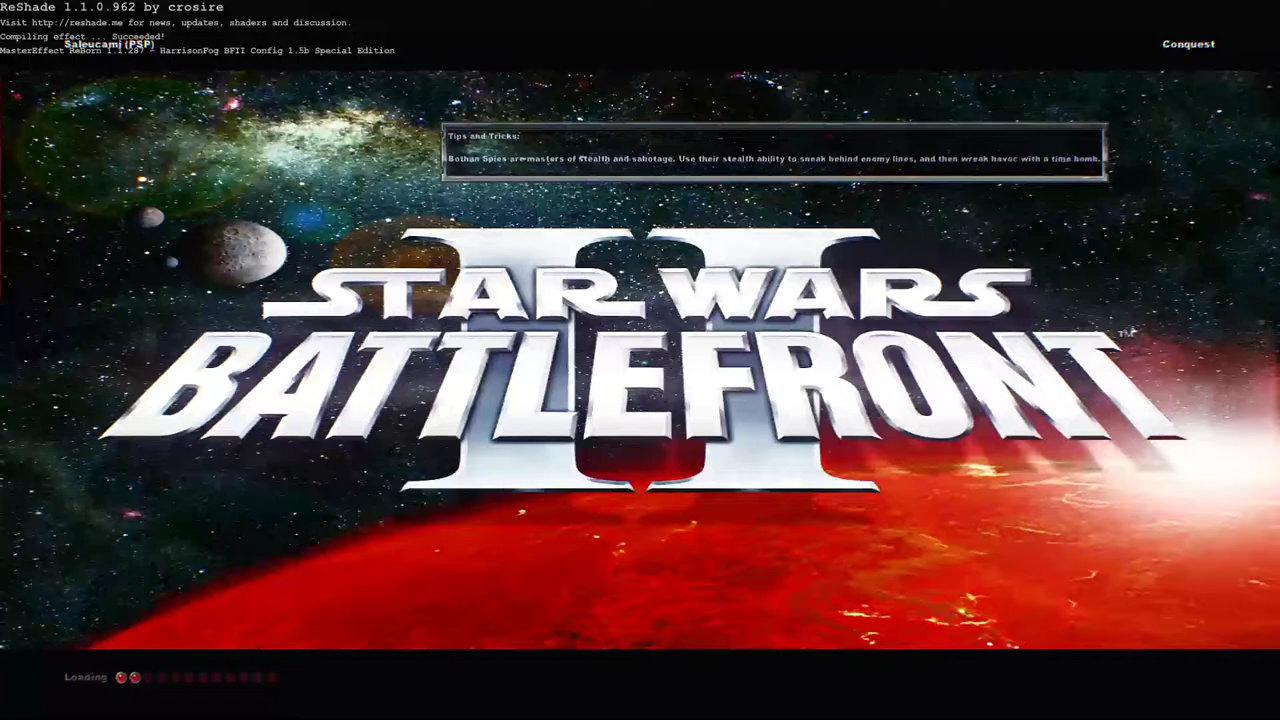 ReShade 1.1.0.962 by crosire
Visit http://reshade.me for news, updates, shaders and discussion.
Compiling effect ... Succeeded!
Saleucami (PSP)
Conquest
MasterEffect ReBorn 1.1.287 - HarrisonFog BFII Config 1.5b Special Edition
Tips and Tricks:
Bothan Spies are masters of stealth and sabotage. Use their stealth ability to sneak behind enemy lines, and then wreak havoc with a time bomb.
II
STAR WARS
BATTLEFRONT™
Loading